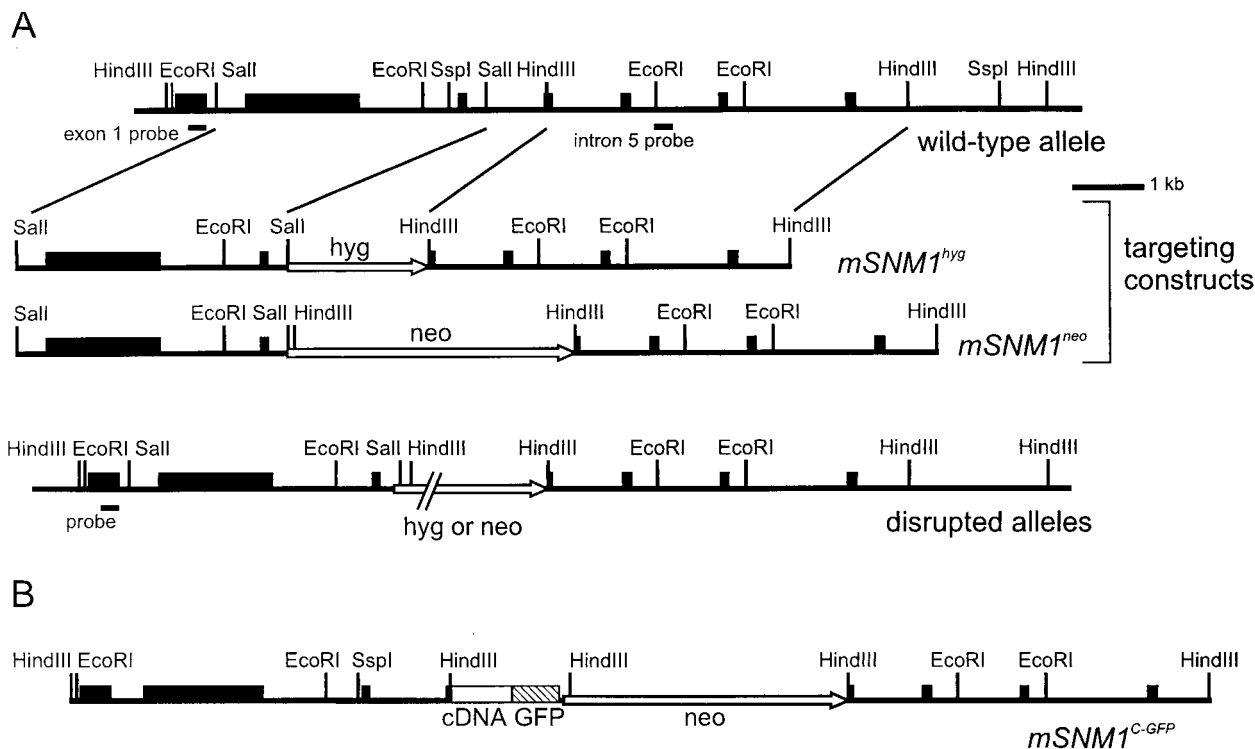 A
HindIII EcoRI SalI EcoRI SspI SalI HindIII EcoRI EcoRI HindIII SspI HindIII
exon 1 probe intron 5 probe wild-type allele
1 kb
SalI EcoRI SalI hyg HindIII EcoRI EcoRI HindIII
mSNM1hyg
targeting
constructs
SalI EcoRI SalI HindIII neo HindIII EcoRI EcoRI HindIII
mSNM1neo
HindIII EcoRI SalI EcoRI SalI HindIII HindIII EcoRI EcoRI HindIII HindIII
probe hyg or neo disrupted alleles
B
HindIII EcoRI EcoRI SspI HindIII HindIII HindIII EcoRI EcoRI HindIII
cDNA GFP neo
mSNM1C-GFP